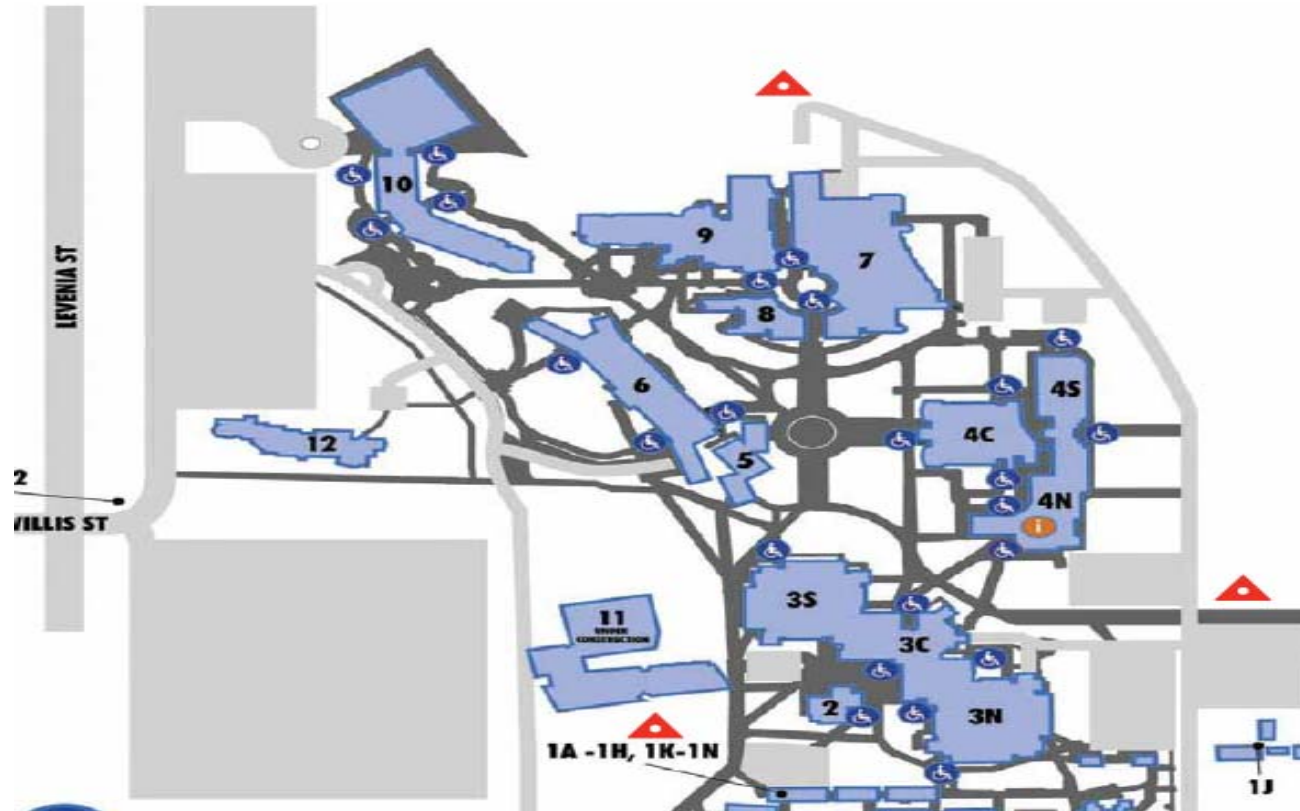 10
9
7
8
LEVENIA ST
6
4S
4C
12
5
2
4N
i
WILLIS ST
3S
11
UNDER
CONSTRUCTION
3C
2
3N
1A -1H, 1K-1N
1J